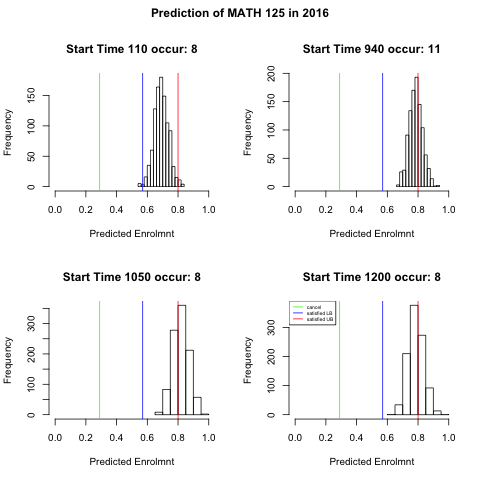 Prediction of MATH 125 in 2016
Start Time 110 occur: 8
Frequency
0 50 100 150
0.0 0.2 0.4 0.6 0.8 1.0
Predicted Enrolmnt
Start Time 940 occur: 11
Frequency
0 50 100 200
0.0 0.2 0.4 0.6 0.8 1.0
Predicted Enrolmnt
Start Time 1050 occur: 8
Frequency
0 100 200 300
0.0 0.2 0.4 0.6 0.8 1.0
Predicted Enrolmnt
Start Time 1200 occur: 8
cancel
satisfied LB
satisfied UB
Frequency
0 100 200 300
0.0 0.2 0.4 0.6 0.8 1.0
Predicted Enrolmnt